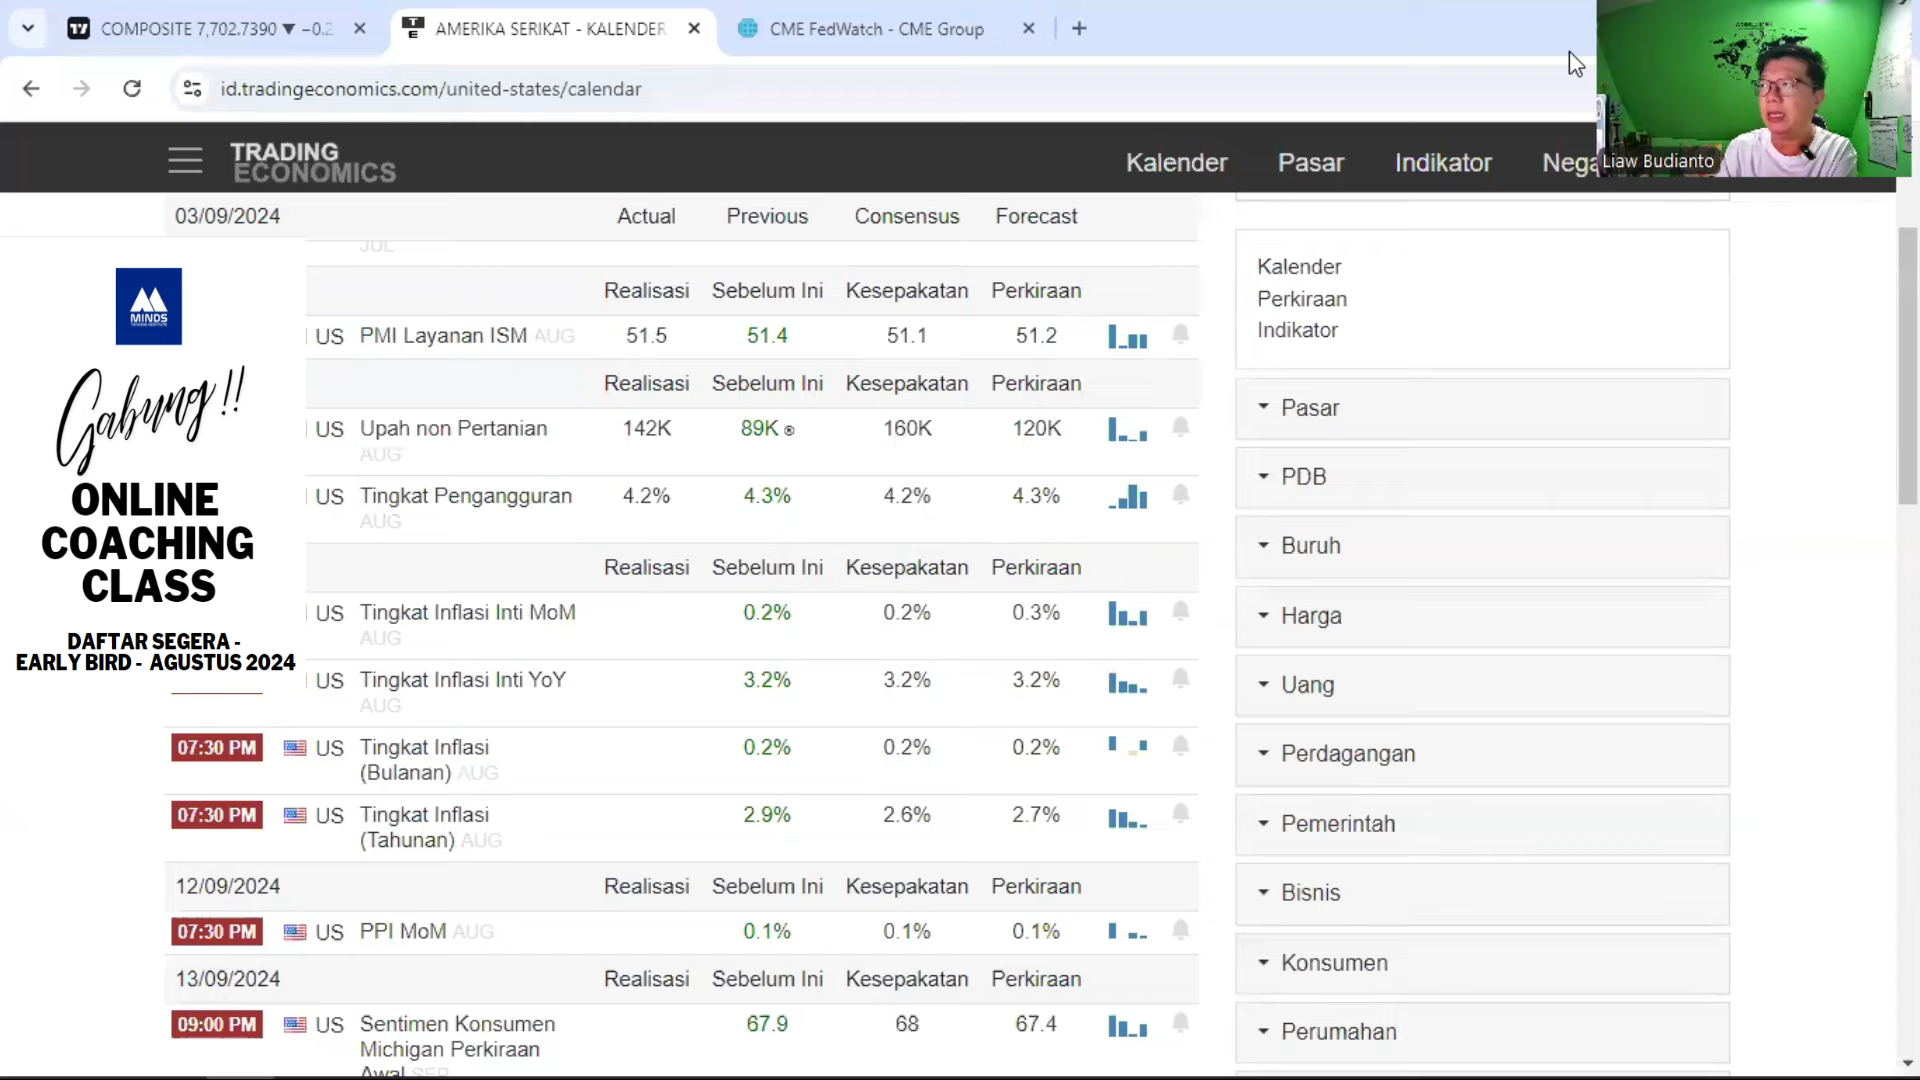 COMPOSITE 7,702.7390 ▼ −0.2
AMERIKA SERIKAT - KALENDER
CME FedWatch - CME Group
id.tradingeconomics.com/united-states/calendar
TRADING
ECONOMICS
Kalender Pasar Indikator Nega
Liaw Budianto
03/09/2024 Actual Previous Consensus Forecast
JUL
Realisasi Sebelum Ini Kesepakatan Perkiraan
US PMI Layanan ISM AUG 51.5 51.4 51.1 51.2
Realisasi Sebelum Ini Kesepakatan Perkiraan
US Upah non Pertanian 142K 89K ® 160K 120K
AUG
US Tingkat Pengangguran 4.2% 4.3% 4.2% 4.3%
AUG
Realisasi Sebelum Ini Kesepakatan Perkiraan
US Tingkat Inflasi Inti MoM 0.2% 0.2% 0.3%
AUG
US Tingkat Inflasi Inti YoY 3.2% 3.2% 3.2%
AUG
07:30 PM US Tingkat Inflasi 0.2% 0.2% 0.2%
(Bulanan) AUG
07:30 PM US Tingkat Inflasi 2.9% 2.6% 2.7%
(Tahunan) AUG
12/09/2024 Realisasi Sebelum Ini Kesepakatan Perkiraan
07:30 PM US PPI MoM AUG 0.1% 0.1% 0.1%
13/09/2024 Realisasi Sebelum Ini Kesepakatan Perkiraan
09:00 PM US Sentimen Konsumen 67.9 68 67.4
Michigan Perkiraan
Awal SEP
MINDS
Gabung !!
ONLINE
COACHING
CLASS
DAFTAR SEGERA -
EARLY BIRD - AGUSTUS 2024
Kalender
Perkiraan
Indikator
Pasar
PDB
Buruh
Harga
Uang
Perdagangan
Pemerintah
Bisnis
Konsumen
Perumahan